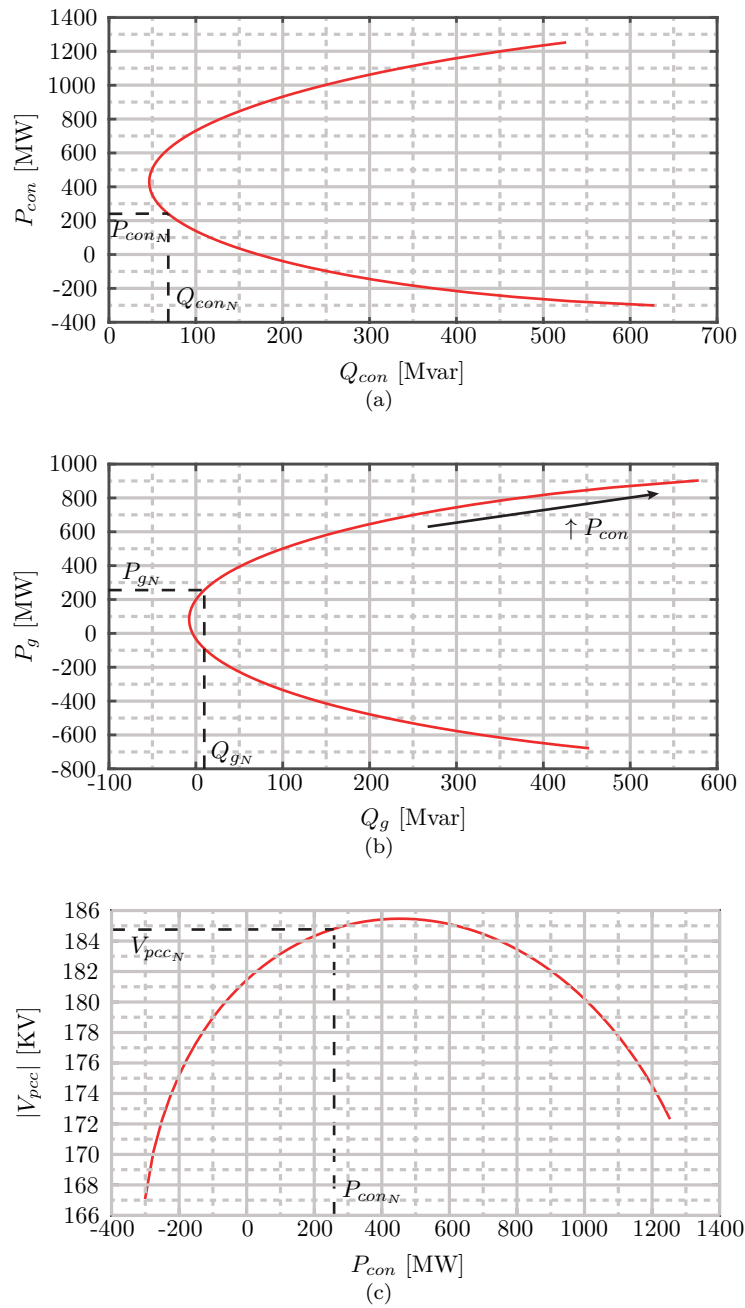 1400
1200
1000
800
600
400
200
0
-200
-400
P_con [MW]
P_con_N
Q_con_N
0 100 200 300 400 500 600 700
Q_con [Mvar]
(a)
1000
800
600
400
200
0
-200
-400
-600
-800
P_g [MW]
↑ P_con
P_g_N
Q_g_N
-100 0 100 200 300 400 500 600
Q_g [Mvar]
(b)
186
184
182
180
178
176
174
172
170
168
166
|V_pcc| [KV]
V_pcc_N
P_con_N
-400 -200 0 200 400 600 800 1000 1200 1400
P_con [MW]
(c)